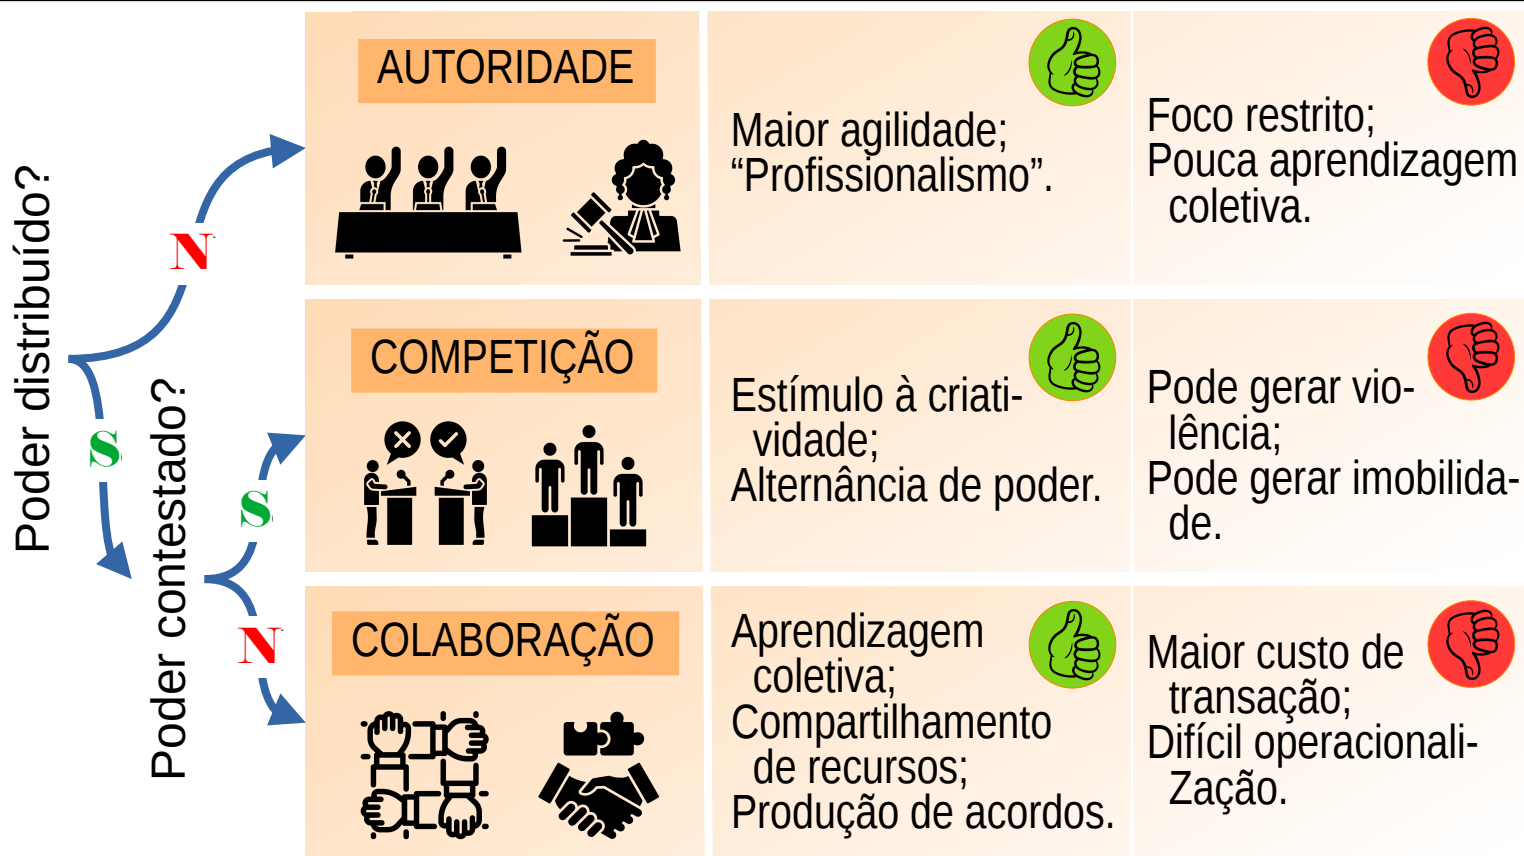 Poder distribuído?
N
S
Poder contestado?
S
N
AUTORIDADE
Maior agilidade;
“Profissionalismo”.
Foco restrito;
Pouca aprendizagem
coletiva.
COMPETIÇÃO
Estímulo à criati-
vidade;
Alternância de poder.
Pode gerar vio-
lência;
Pode gerar imobilida-
de.
COLABORAÇÃO
Aprendizagem
coletiva;
Compartilhamento
de recursos;
Produção de acordos.
Maior custo de
transação;
Difícil operacionali-
Zação.